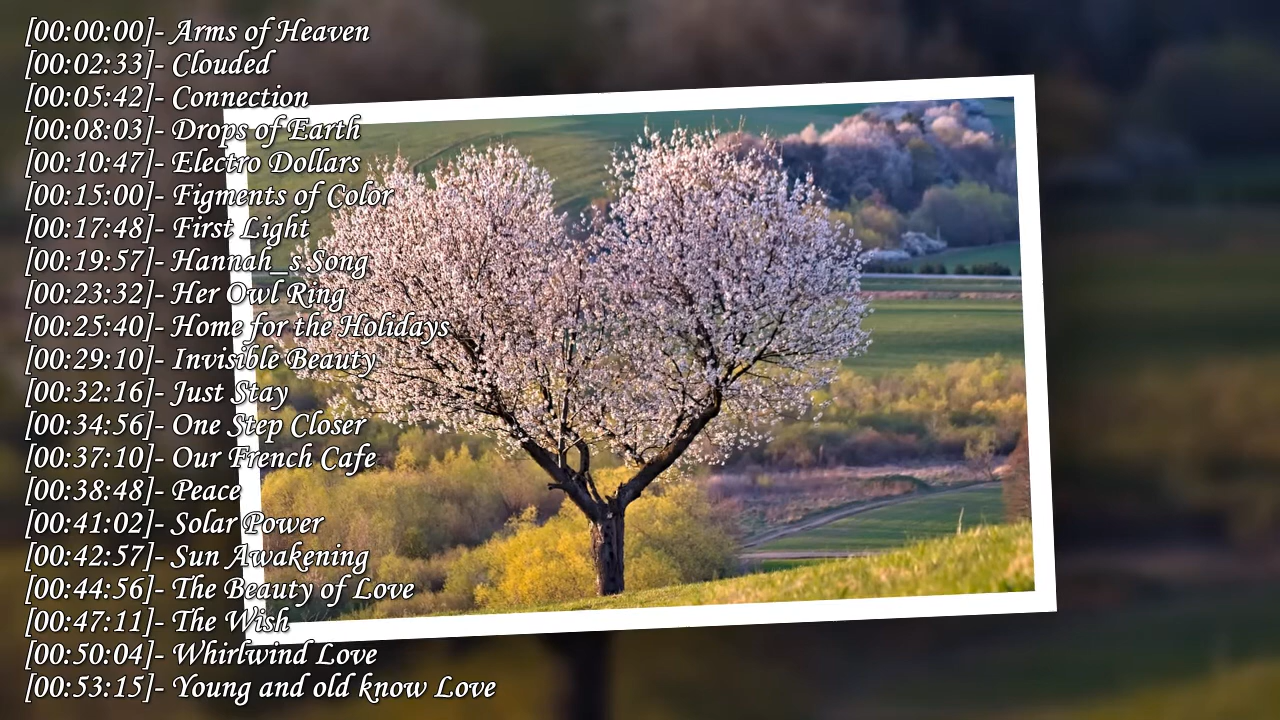 [00:00:00]- Arms of Heaven
[00:02:33]- Clouded
[00:05:42]- Connection
[00:08:03]- Drops of Earth
[00:10:47]- Electro Dollars
[00:15:00]- Figments of Color
[00:17:48]- First Light
[00:19:57]- Hannah_s Song
[00:23:32]- Her Owl Ring
[00:25:40]- Home for the Holidays
[00:29:10]- Invisible Beauty
[00:32:16]- Just Stay
[00:34:56]- One Step Closer
[00:37:10]- Our French Cafe
[00:38:48]- Peace
[00:41:02]- Solar Power
[00:42:57]- Sun Awakening
[00:44:56]- The Beauty of Love
[00:47:11]- The Wish
[00:50:04]- Whirlwind Love
[00:53:15]- Young and old know Love